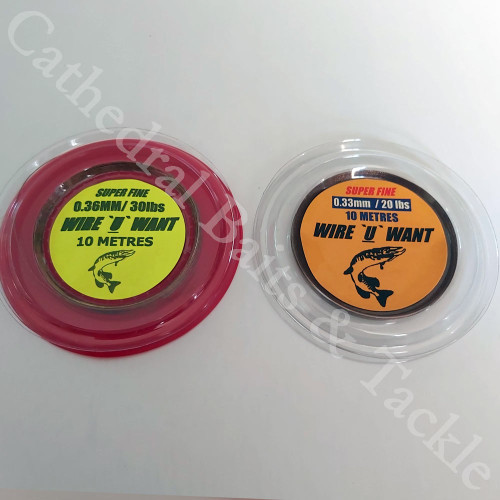 SUPER FINE
0.36MM/ 30lbs
WIRE `U` WANT
10 METRES
SUPER FINE
0.33mm / 20 lbs
10 METRES
WIRE `U` WANT
Cathedral Baits & Tackle